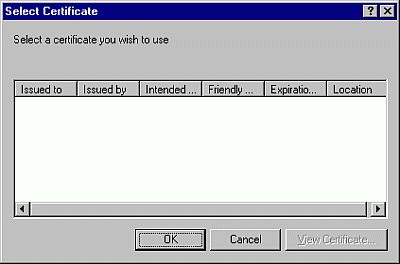 Select Certificate
Select a certificate you wish to use
Issued to Issued by Intended ... Friendly ... Expiratio... Location
OK Cancel View Certificate...